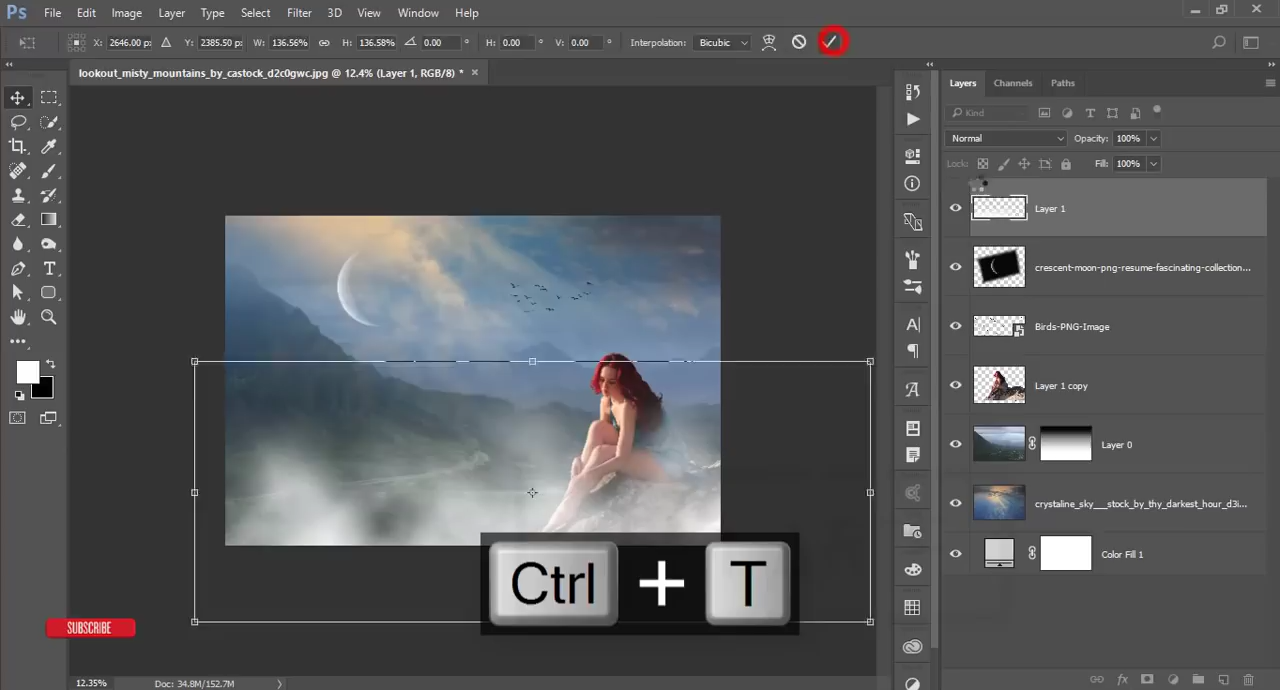 Ps File Edit Image Layer Type Select Filter 3D View Window Help
X: 2646.00 px Y: 2385.50 px W: 136.56% H: 136.58% 0.00 ° H: 0.00 ° V: 0.00 ° Interpolation: Bicubic
lookout_misty_mountains_by_castock_d2c0gwc.jpg @ 12.4% (Layer 1, RGB/8) * ×
Layers Channels Paths
Kind
Normal Opacity: 100%
Lock: Fill: 100%
Layer 1
crescent-moon-png-resume-fascinating-collection...
Birds-PNG-Image
Layer 1 copy
Layer 0
crystaline_sky___stock_by_thy_darkest_hour_d3i...
Color Fill 1
Ctrl + T
SUBSCRIBE
12.35% Doc: 34.8M/152.7M